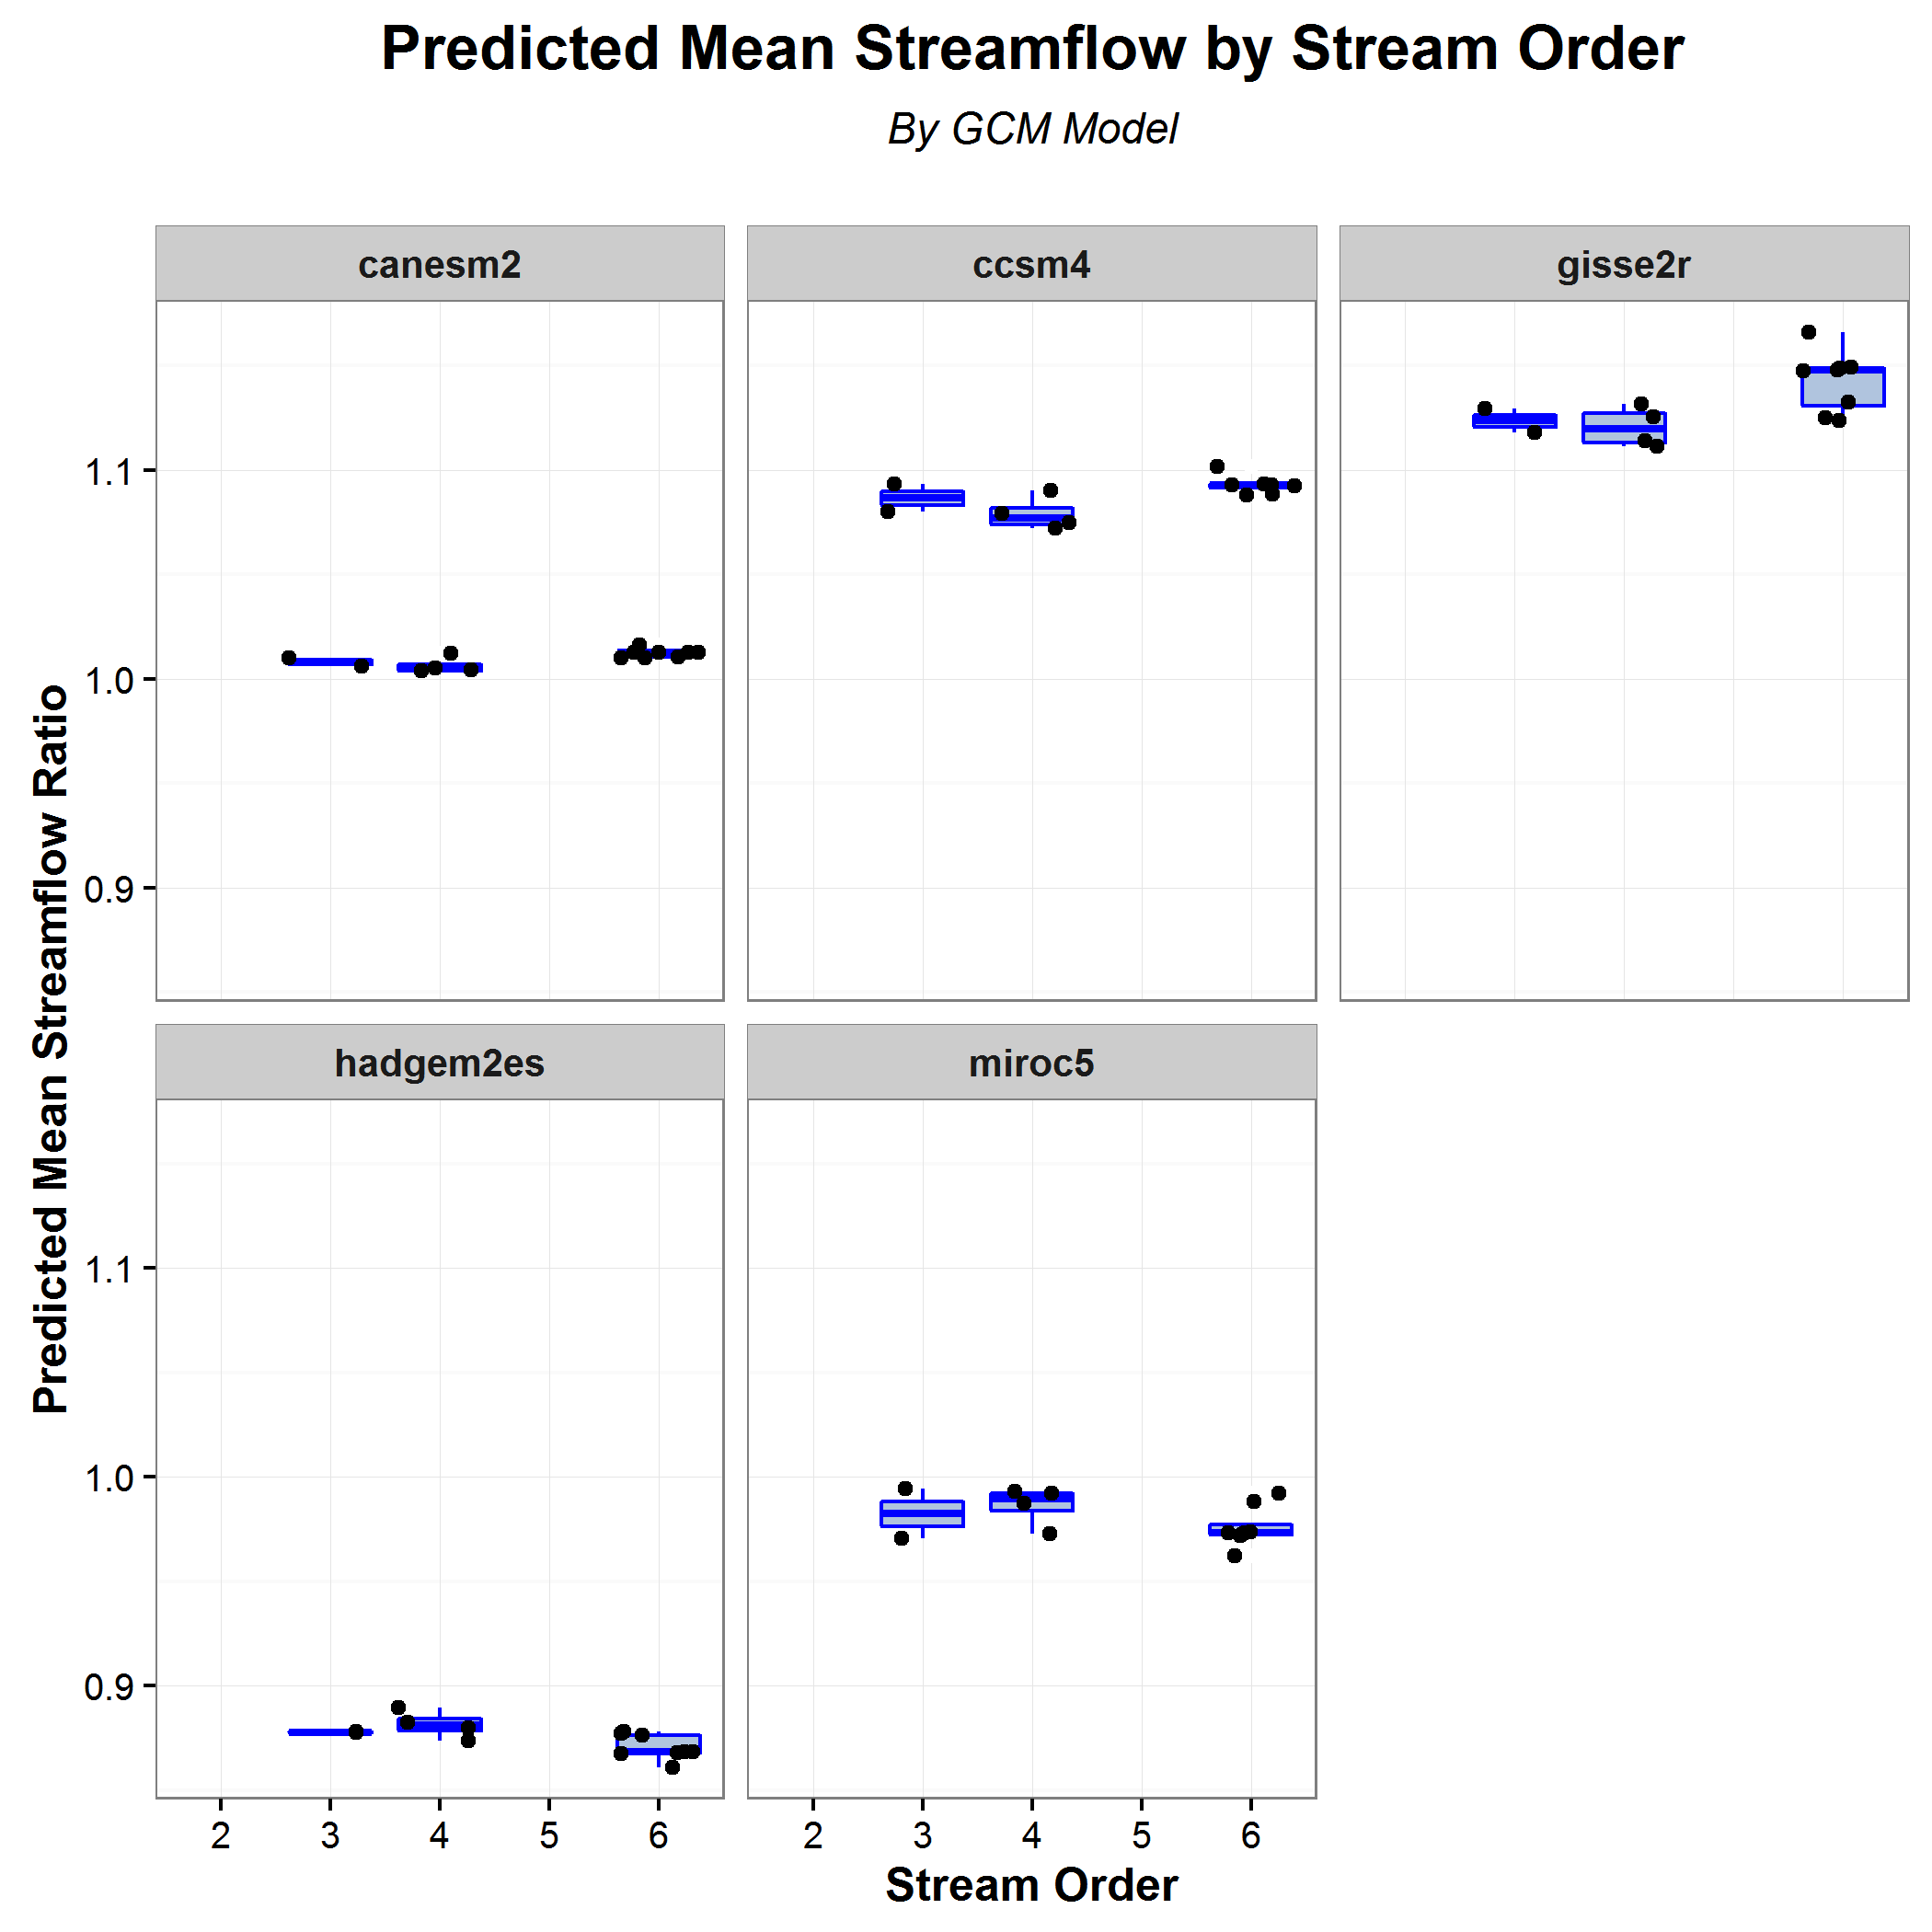 Predicted Mean Streamflow by Stream Order
By GCM Model
canesm2
ccsm4
gisse2r
1.1
1.0
0.9
Predicted Mean Streamflow Ratio
hadgem2es
miroc5
1.1
1.0
0.9
2 3 4 5 6
2 3 4 5 6
Stream Order